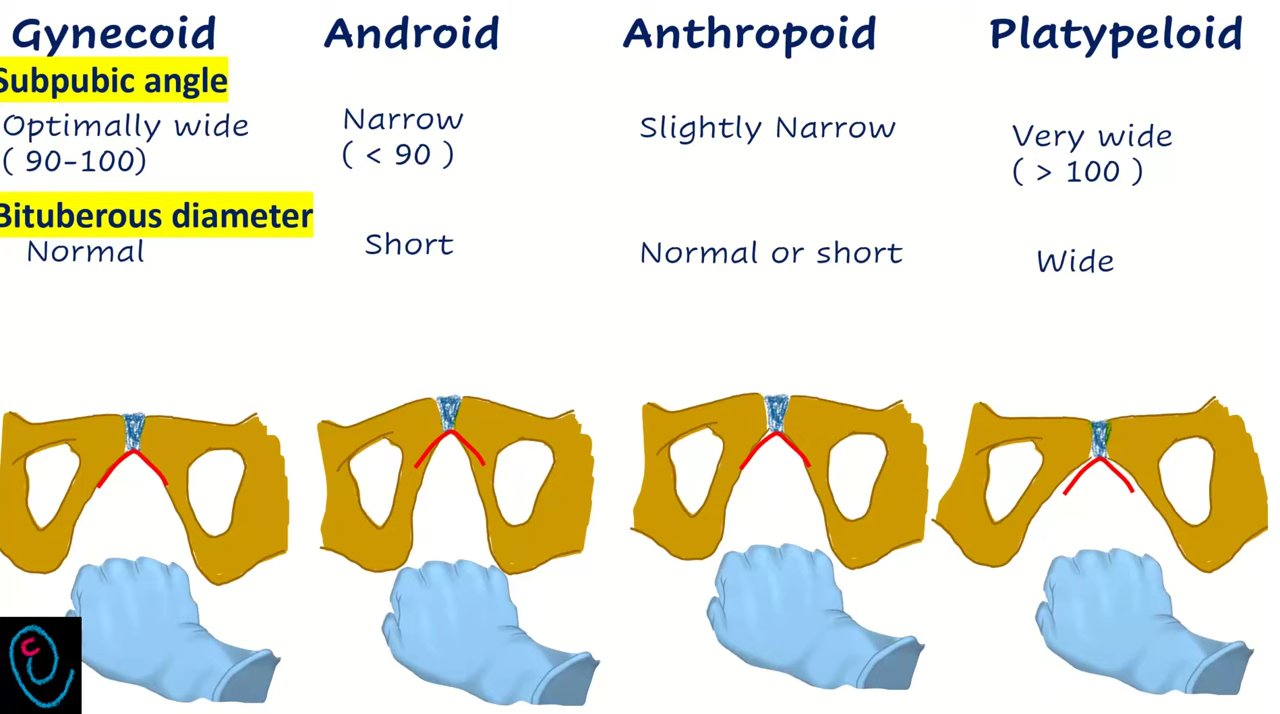 Gynecoid Android Anthropoid Platypeloid
Subpubic angle
Optimally wide
( 90-100)
Narrow
( < 90 )
Slightly Narrow
Very wide
( > 100 )
Bituberous diameter
Normal
Short
Normal or short
Wide